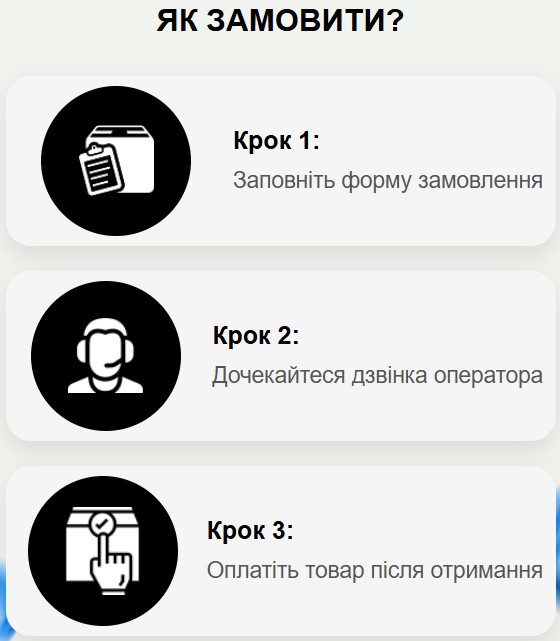 ЯК ЗАМОВИТИ?
Крок 1:
Заповніть форму замовлення
Крок 2:
Дочекайтеся дзвінка оператора
Крок 3:
Оплатіть товар після отримання